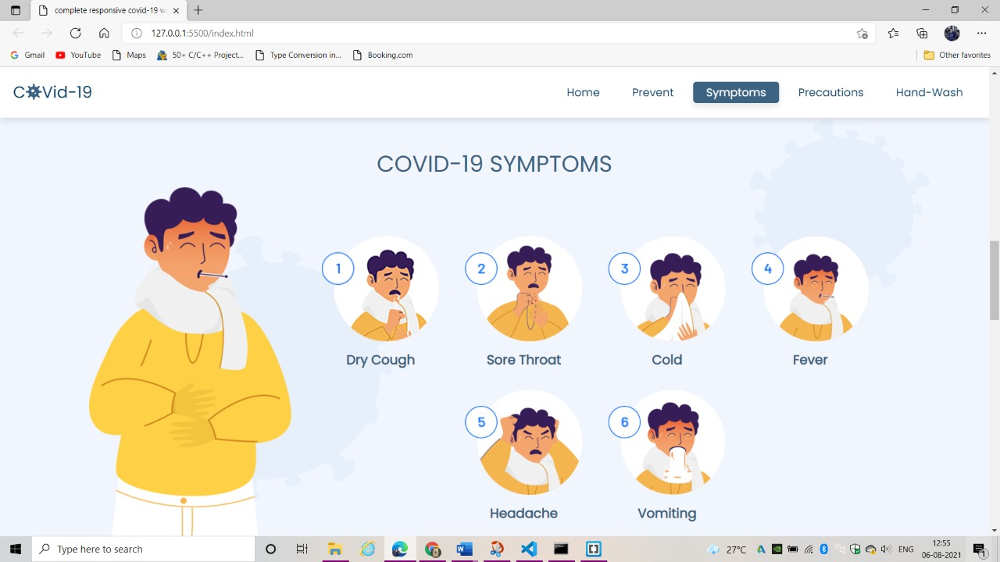 complete responsive covid-19 w
127.0.0.1:5500/index.html
Gmail YouTube Maps 50+ C/C++ Project... Type Conversion in... Booking.com Other favorites
COVid-19 Home Prevent Symptoms Precautions Hand-Wash
COVID-19 SYMPTOMS
1 2 3 4
Dry Cough Sore Throat Cold Fever
5 6
Headache Vomiting
Type here to search 27°C ENG 12:55
06-08-2021 1